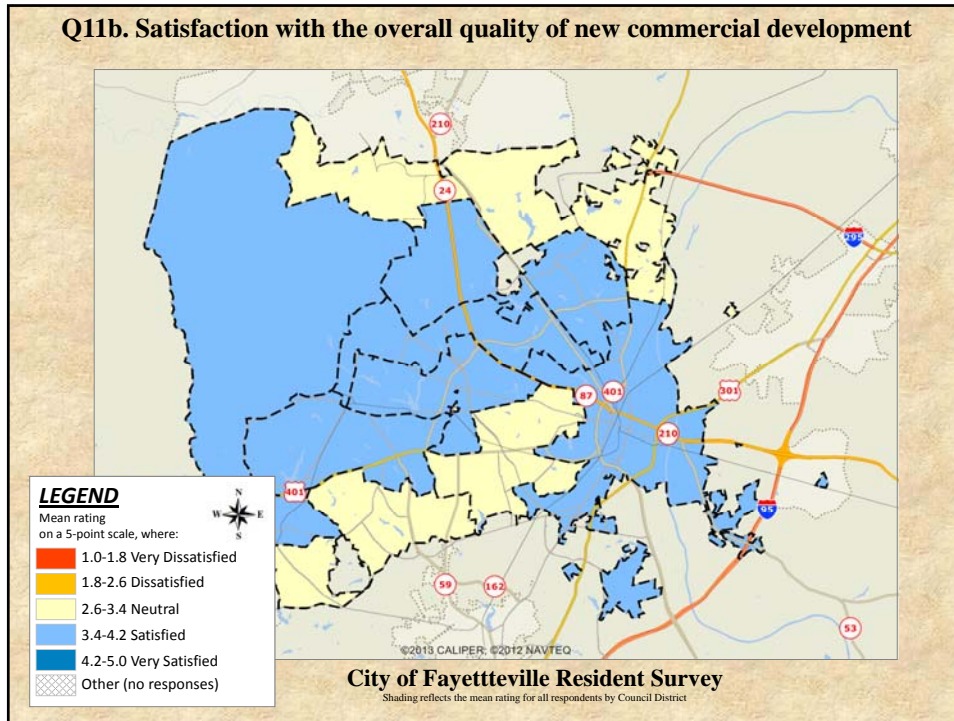 Q11b. Satisfaction with the overall quality of new commercial development
210
24
295
87
401
301
210
401
95
59
162
53
LEGEND
Mean rating
on a 5-point scale, where:
N
W E
S
1.0-1.8 Very Dissatisfied
1.8-2.6 Dissatisfied
2.6-3.4 Neutral
3.4-4.2 Satisfied
4.2-5.0 Very Satisfied
Other (no responses)
©2013 CALIPER; ©2012 NAVTEQ
City of Fayettteville Resident Survey
Shading reflects the mean rating for all respondents by Council District